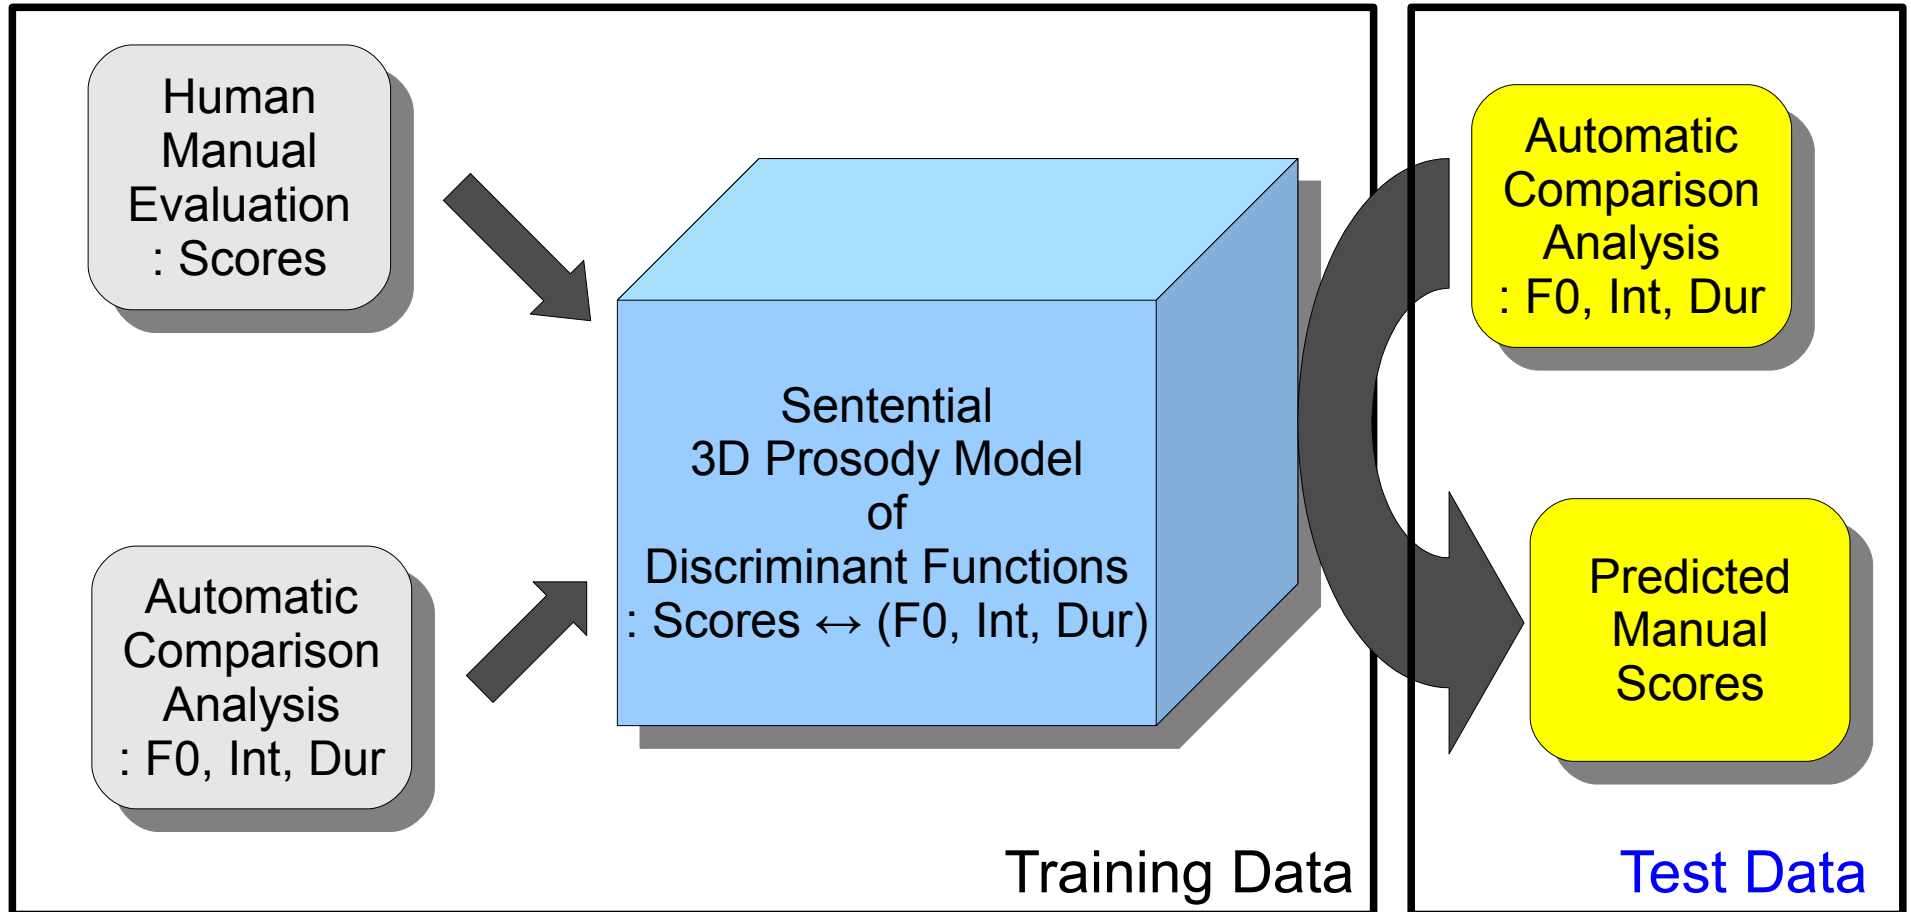 Human
Manual
Evaluation
: Scores
Automatic
Comparison
Analysis
: F0, Int, Dur
Sentential
3D Prosody Model
of
Discriminant Functions
: Scores ↔ (F0, Int, Dur)
Training Data
Automatic
Comparison
Analysis
: F0, Int, Dur
Predicted
Manual
Scores
Test Data